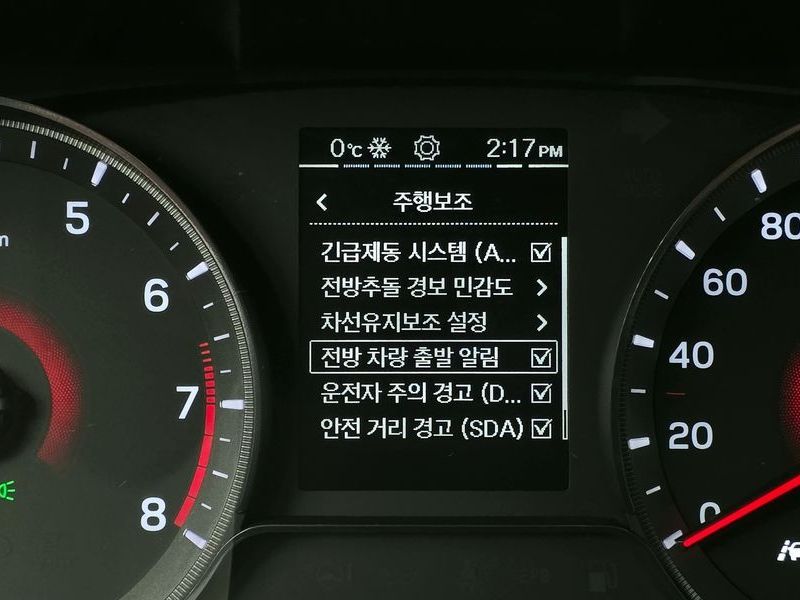 0°C 2:17 PM
주행보조
긴급제동 시스템 (A...
전방추돌 경보 민감도
차선유지보조 설정
전방 차량 출발 알림
운전자 주의 경고 (D...
안전 거리 경고 (SDA)
5
6
7
8
80
60
40
20
0